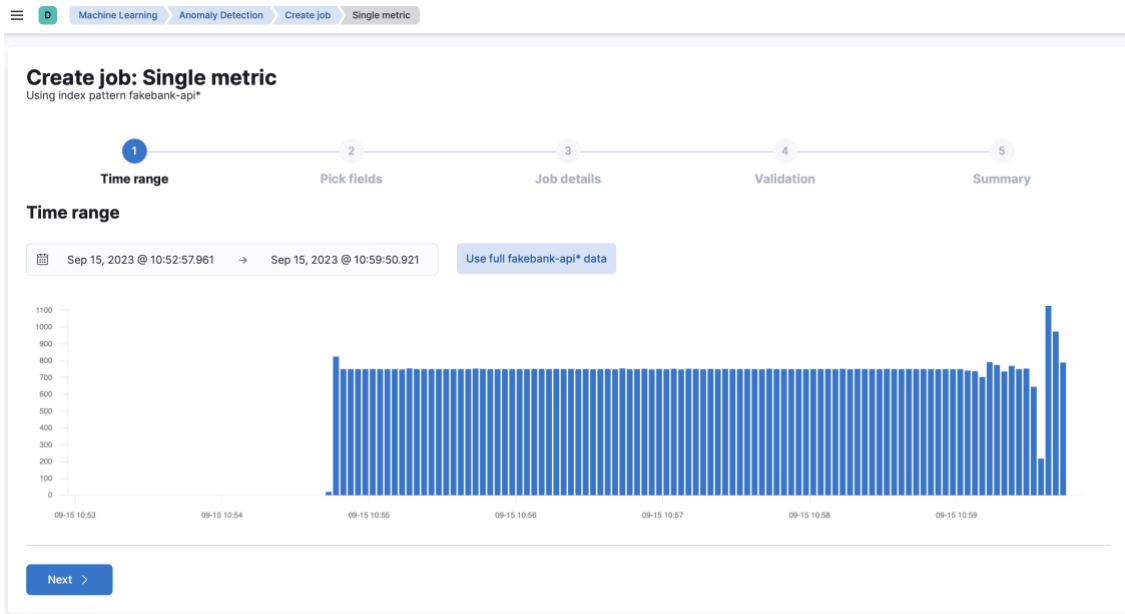 D Machine Learning Anomaly Detection Create job Single metric
Create job: Single metric
Using index pattern fakebank-api*
1 2 3 4 5
Time range Pick fields Job details Validation Summary
Time range
Sep 15, 2023 @ 10:52:57.961 → Sep 15, 2023 @ 10:59:50.921 Use full fakebank-api* data
1100
1000
900
800
700
600
500
400
300
200
100
0
09-15 10:53 09-15 10:54 09-15 10:55 09-15 10:56 09-15 10:57 09-15 10:58 09-15 10:59
Next >